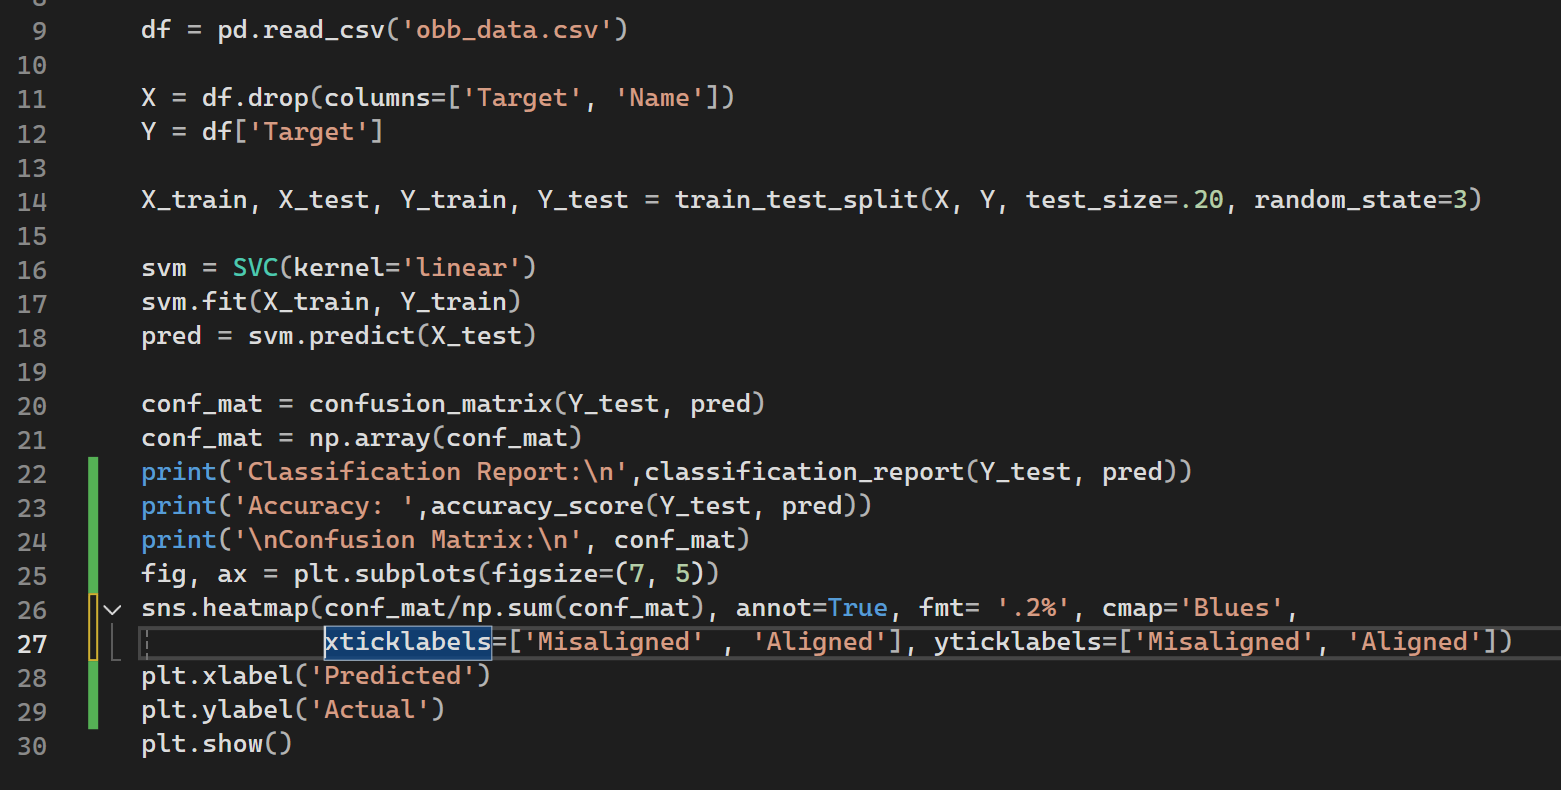 9 df = pd.read_csv('obb_data.csv')
10
11 X = df.drop(columns=['Target', 'Name'])
12 Y = df['Target']
13
14 X_train, X_test, Y_train, Y_test = train_test_split(X, Y, test_size=.20, random_state=3)
15
16 svm = SVC(kernel='linear')
17 svm.fit(X_train, Y_train)
18 pred = svm.predict(X_test)
19
20 conf_mat = confusion_matrix(Y_test, pred)
21 conf_mat = np.array(conf_mat)
22 print('Classification Report:\n',classification_report(Y_test, pred))
23 print('Accuracy: ',accuracy_score(Y_test, pred))
24 print('\nConfusion Matrix:\n', conf_mat)
25 fig, ax = plt.subplots(figsize=(7, 5))
26 sns.heatmap(conf_mat/np.sum(conf_mat), annot=True, fmt= '.2%', cmap='Blues',
27             xticklabels=['Misaligned' , 'Aligned'], yticklabels=['Misaligned', 'Aligned'])
28 plt.xlabel('Predicted')
29 plt.ylabel('Actual')
30 plt.show()